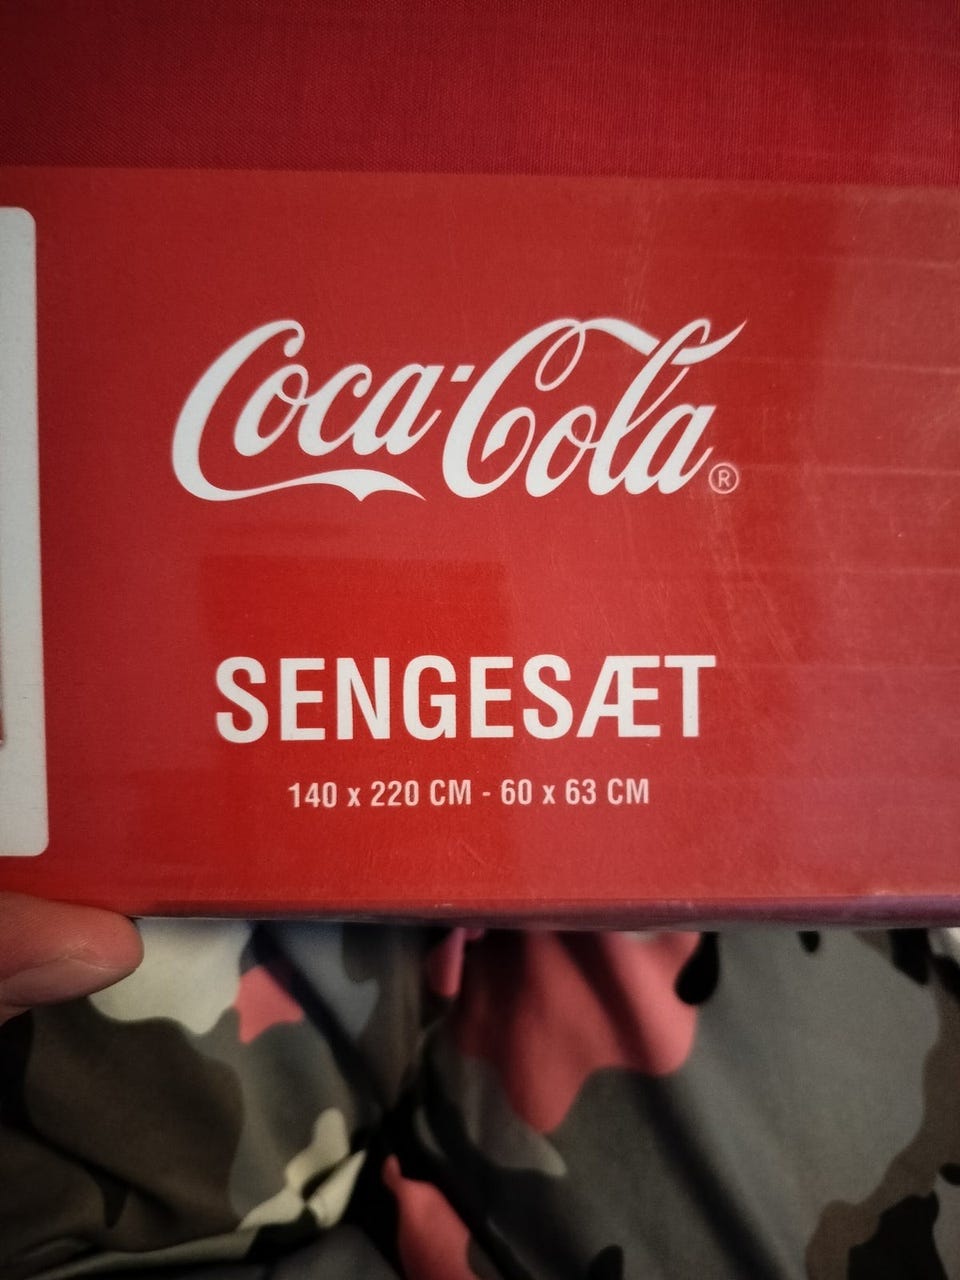 Coca-Cola®
SENGESÆT
140 x 220 CM - 60 x 63 CM